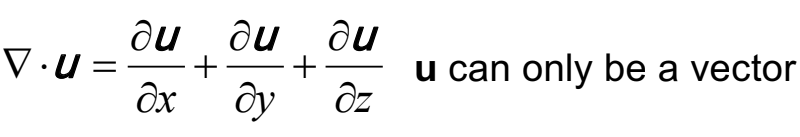 ∇ · u = ∂u/∂x + ∂u/∂y + ∂u/∂z u can only be a vector